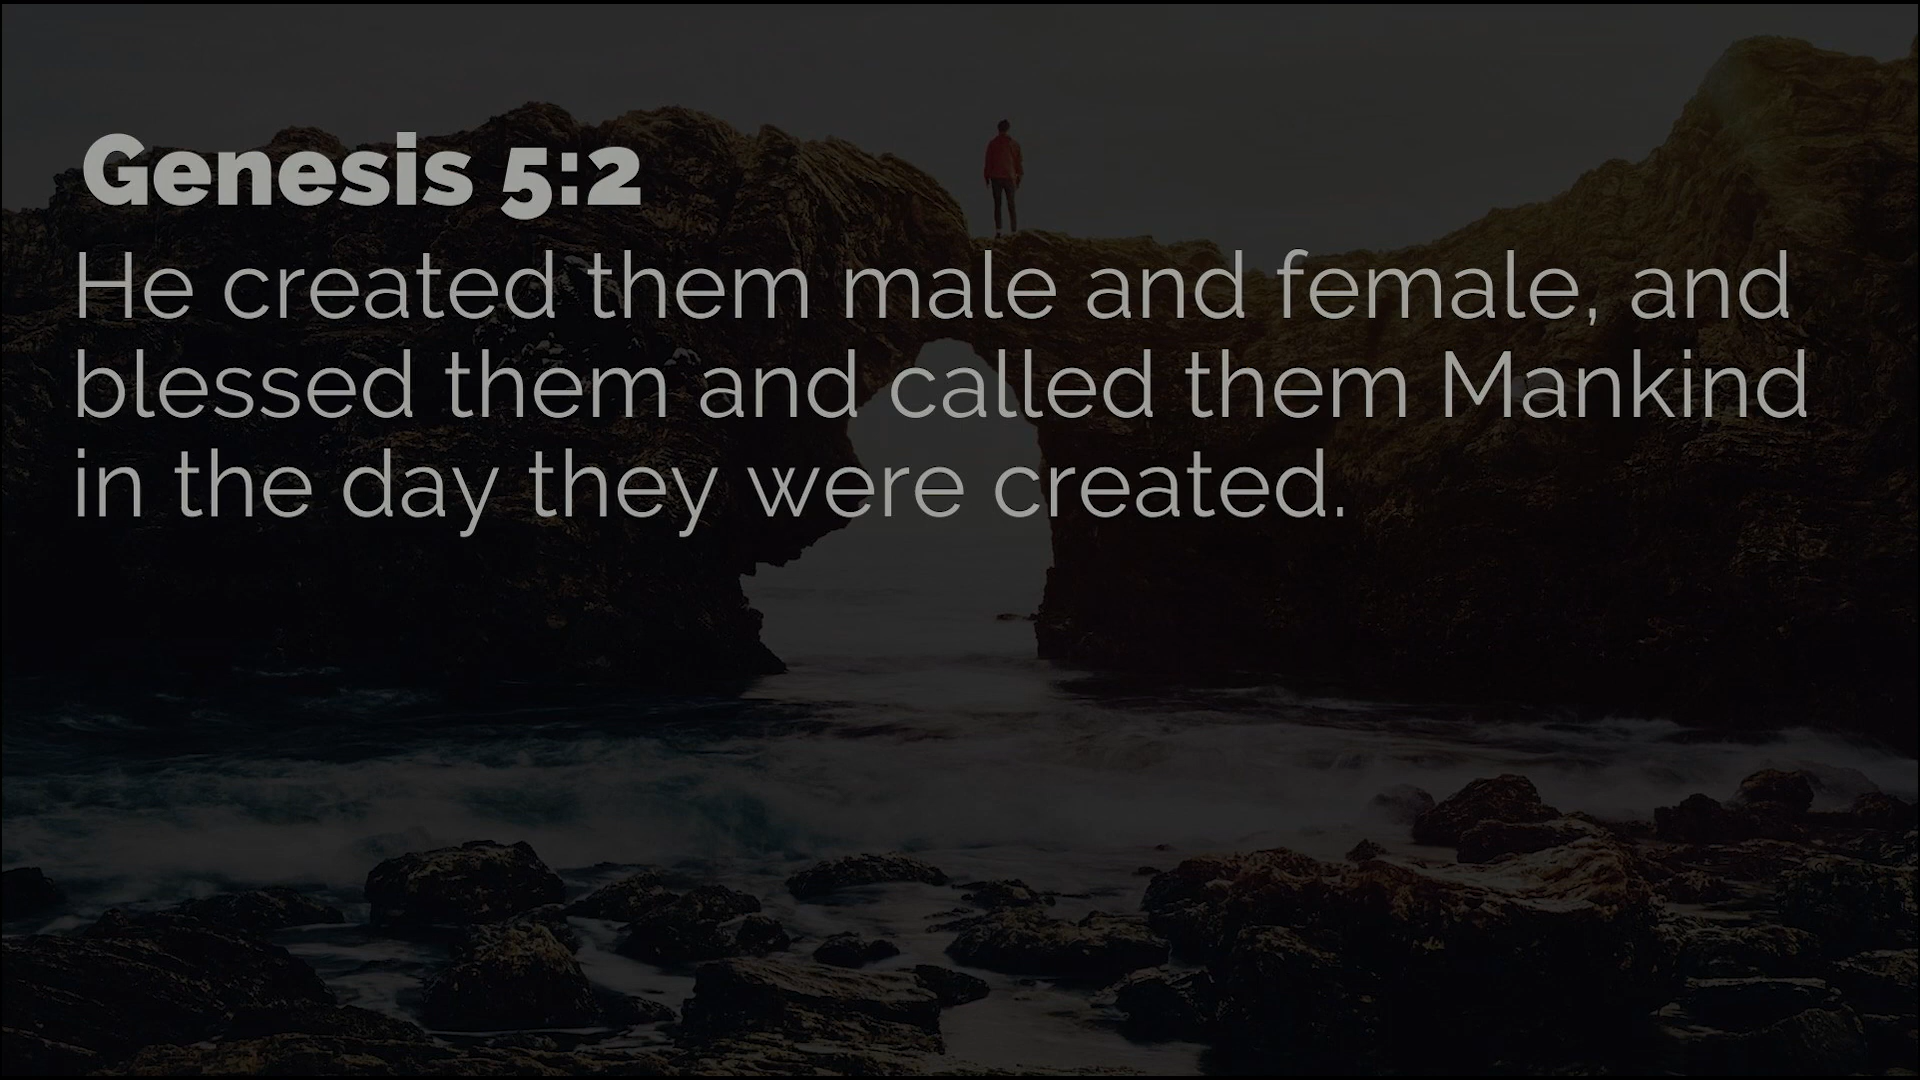 Genesis 5:2
He created them male and female, and
blessed them and called them Mankind
in the day they were created.